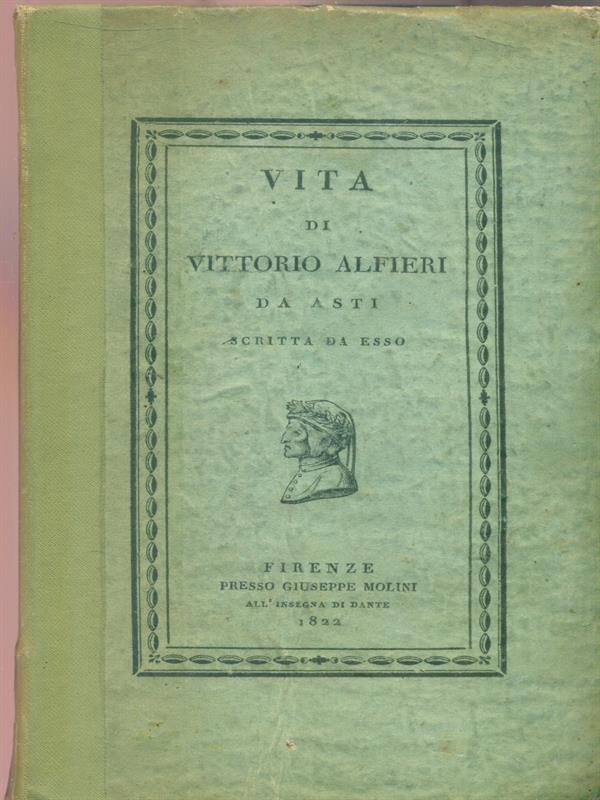 VITA
DI
VITTORIO ALFIERI
DA ASTI
SCRITTA DA ESSO
FIRENZE
PRESSO GIUSEPPE MOLINI
ALL' INSEGNA DI DANTE
1822